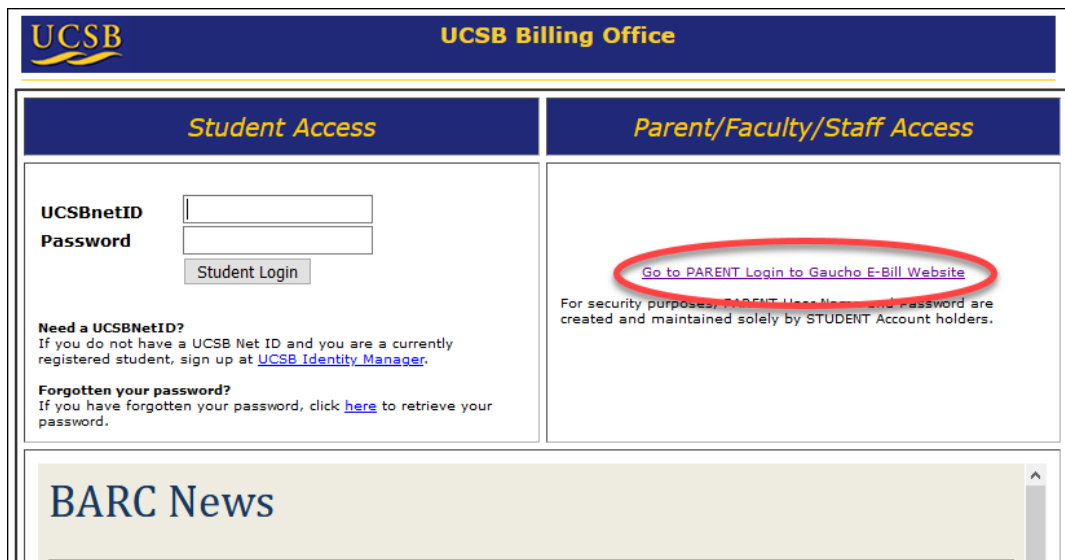 UCSB
UCSB Billing Office
Student Access
Parent/Faculty/Staff Access
UCSBnetID
Password
Student Login
Need a UCSBNetID?
If you do not have a UCSB Net ID and you are a currently
registered student, sign up at UCSB Identity Manager.
Forgotten your password?
If you have forgotten your password, click here to retrieve your
password.
Go to PARENT Login to Gaucho E-Bill Website
For security purposes, PARENT User Name and Password are
created and maintained solely by STUDENT Account holders.
BARC News